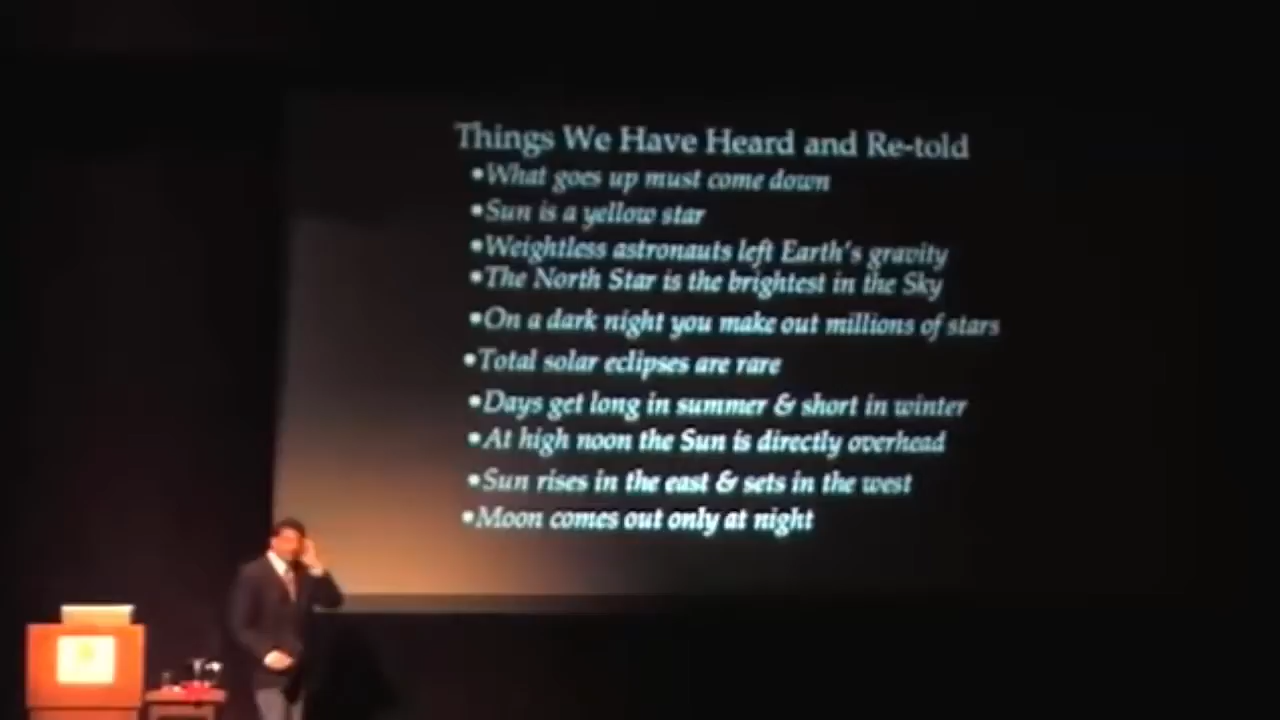 Things We Have Heard and Re-told
•What goes up must come down
•Sun is a yellow star
•Weightless astronauts left Earth's gravity
•The North Star is the brightest in the Sky
•On a dark night you make out millions of stars
•Total solar eclipses are rare
•Days get long in summer & short in winter
•At high noon the Sun is directly overhead
•Sun rises in the east & sets in the west
•Moon comes out only at night